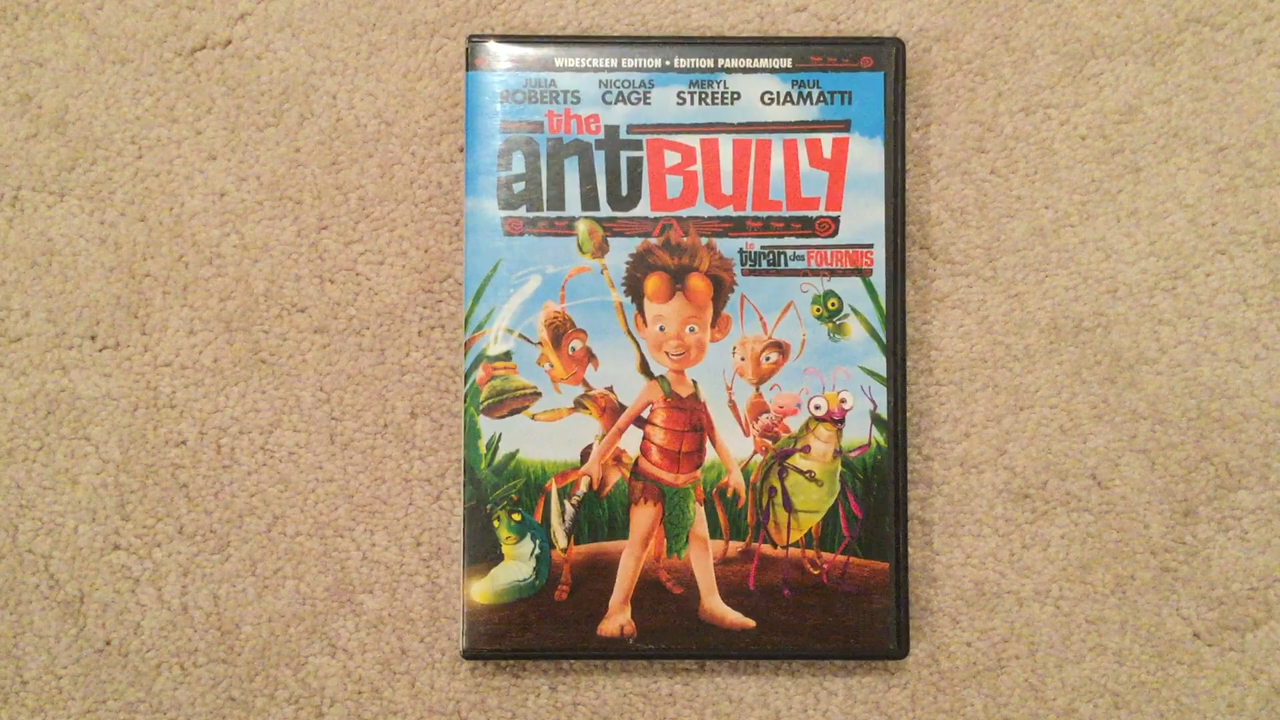 WIDESCREEN EDITION • ÉDITION PANORAMIQUE
JULIA NICOLAS MERYL PAUL
ROBERTS CAGE STREEP GIAMATTI
the
ant BULLY
Le
tyran des FOURMIS